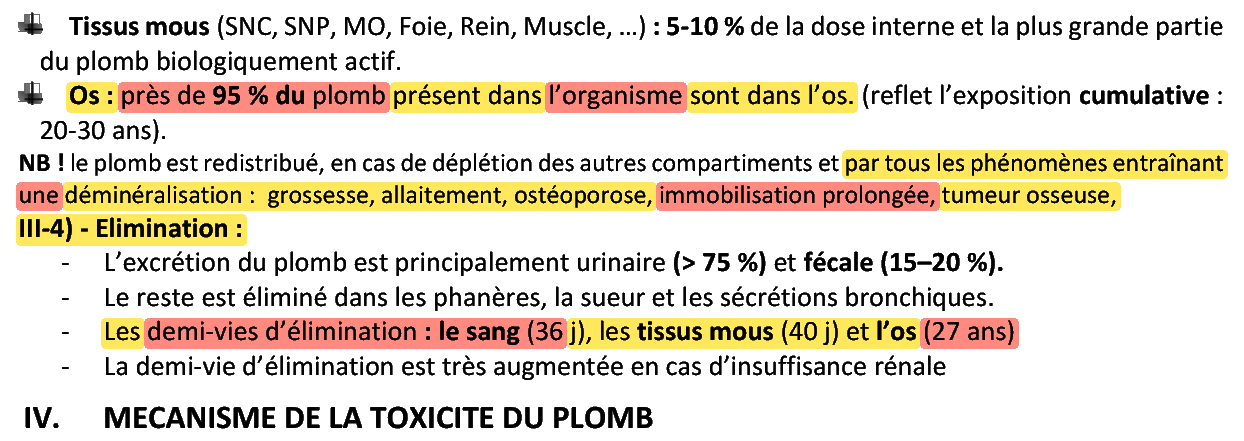 Tissus mous (SNC, SNP, MO, Foie, Rein, Muscle, …) : 5-10 % de la dose interne et la plus grande partie
du plomb biologiquement actif.
Os : près de 95 % du plomb présent dans l’organisme sont dans l’os. (reflet l’exposition cumulative :
20-30 ans).
NB ! le plomb est redistribué, en cas de déplétion des autres compartiments et par tous les phénomènes entraînant
une déminéralisation : grossesse, allaitement, ostéoporose, immobilisation prolongée, tumeur osseuse,
III-4) - Elimination :
- L’excrétion du plomb est principalement urinaire (> 75 %) et fécale (15–20 %).
- Le reste est éliminé dans les phanères, la sueur et les sécrétions bronchiques.
- Les demi-vies d’élimination : le sang (36 j), les tissus mous (40 j) et l’os (27 ans)
- La demi-vie d’élimination est très augmentée en cas d’insuffisance rénale
IV. MECANISME DE LA TOXICITE DU PLOMB